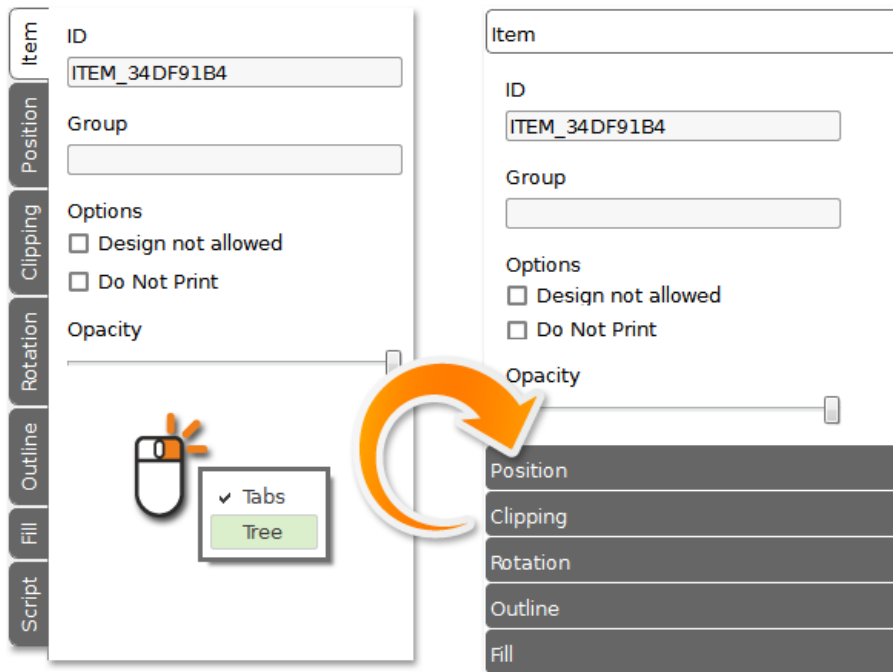 Item
Position
Clipping
Rotation
Outline
Fill
Script
ID
ITEM_34DF91B4
Group
Options
Design not allowed
Do Not Print
Opacity
Tabs
Tree
Item
ID
ITEM_34DF91B4
Group
Options
Design not allowed
Do Not Print
Opacity
Position
Clipping
Rotation
Outline
Fill